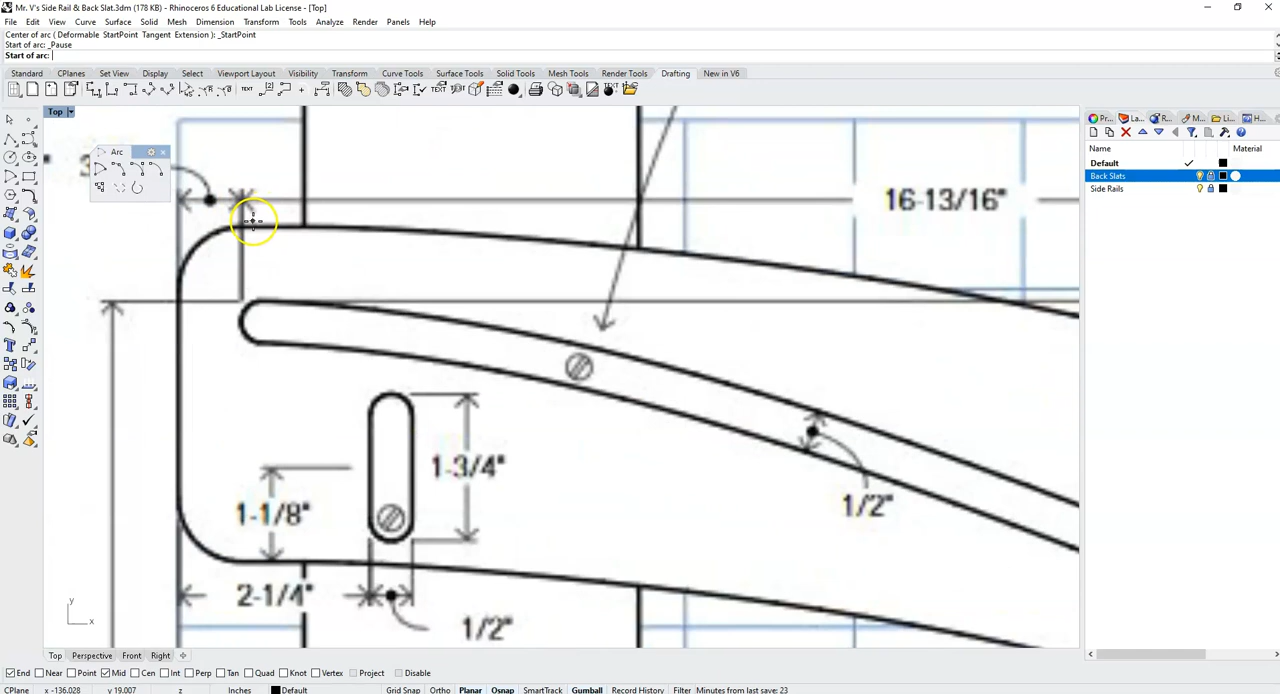 Mr. V's Side Rail & Back Slat.3dm (178 KB) - Rhinoceros 6 Educational Lab License - [Top]
File Edit View Curve Surface Solid Mesh Dimension Transform Tools Analyze Render Panels Help
Center of arc ( Deformable StartPoint Tangent Extension ): _StartPoint
Start of arc: _Pause
Start of arc:
Standard CPlanes Set View Display Select Viewport Layout Visibility Transform Curve Tools Surface Tools Solid Tools Mesh Tools Render Tools Drafting New in V6
Top
Pr... La... R... M... Li... H...
Name Material
Default
Back Slats
Side Rails
Arc
16-13/16"
1-3/4"
1-1/8"
1/2"
2-1/4"
1/2"
y
x
Top Perspective Front Right
End Near Point Mid Cen Int Perp Tan Quad Knot Vertex Project Disable
CPlane x -136.028 y 19.007 z Inches Default Grid Snap Ortho Planar Osnap SmartTrack Gumball Record History Filter Minutes from last save: 23